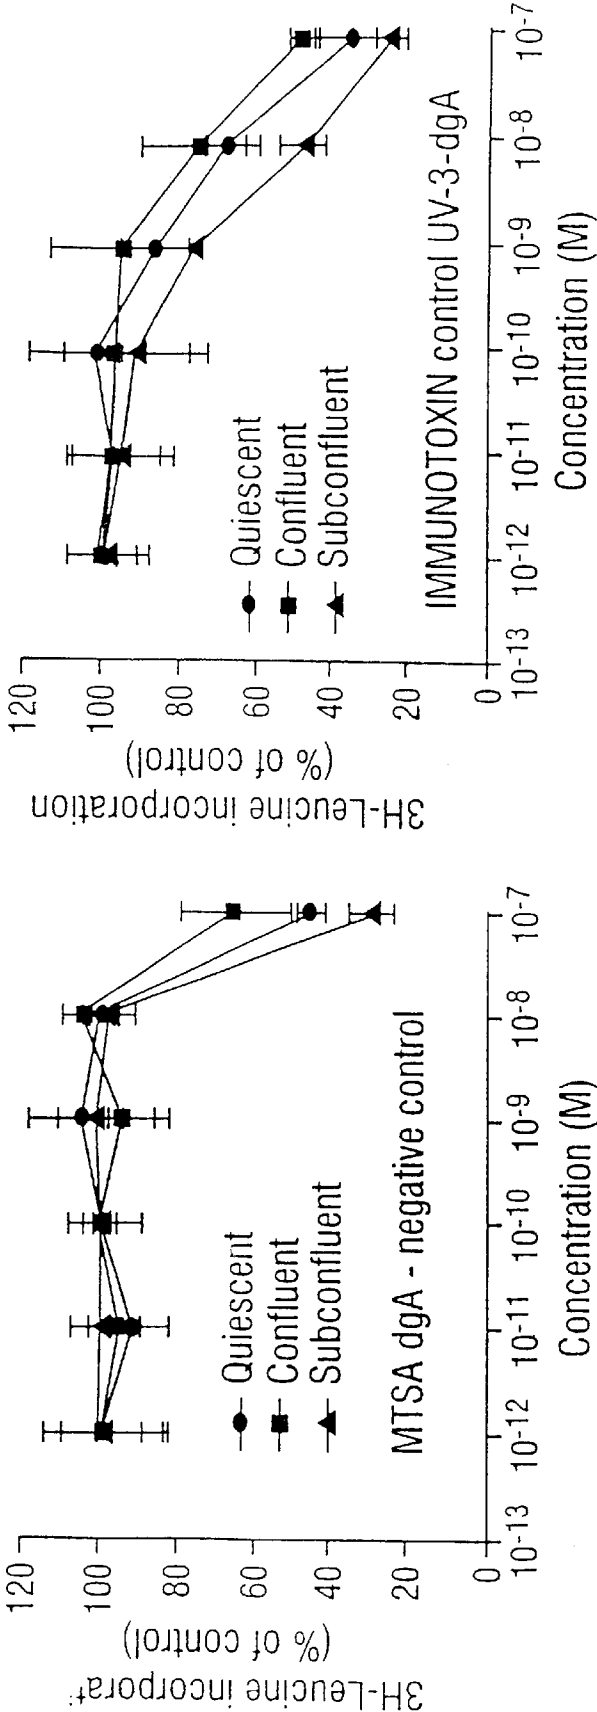 3H-Leucine incorporat
(% of control)
120
100
80
60
40
20
0
Quiescent
Confluent
Subconfluent
MTSA dgA - negative control
10-13
10-12
10-11
10-10
10-9
10-8
10-7
Concentration (M)
3H-Leucine incorporation
(% of control)
120
100
80
60
40
20
0
Quiescent
Confluent
Subconfluent
IMMUNOTOXIN control UV-3-dgA
10-13
10-12
10-11
10-10
10-9
10-8
10-7
Concentration (M)